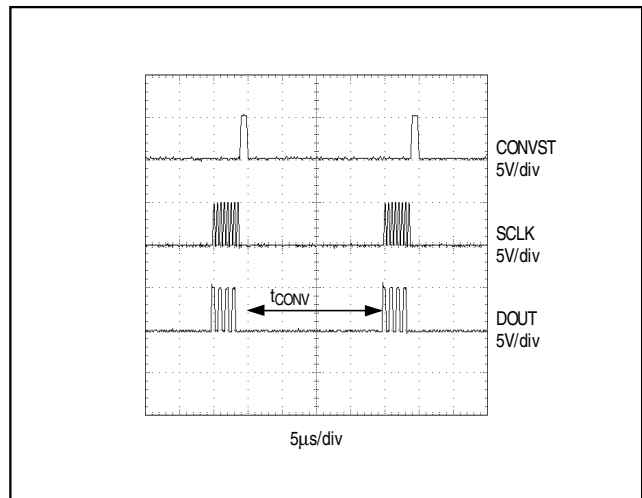 CONVST
5V/div
SCLK
5V/div
tCONV
DOUT
5V/div
5µs/div